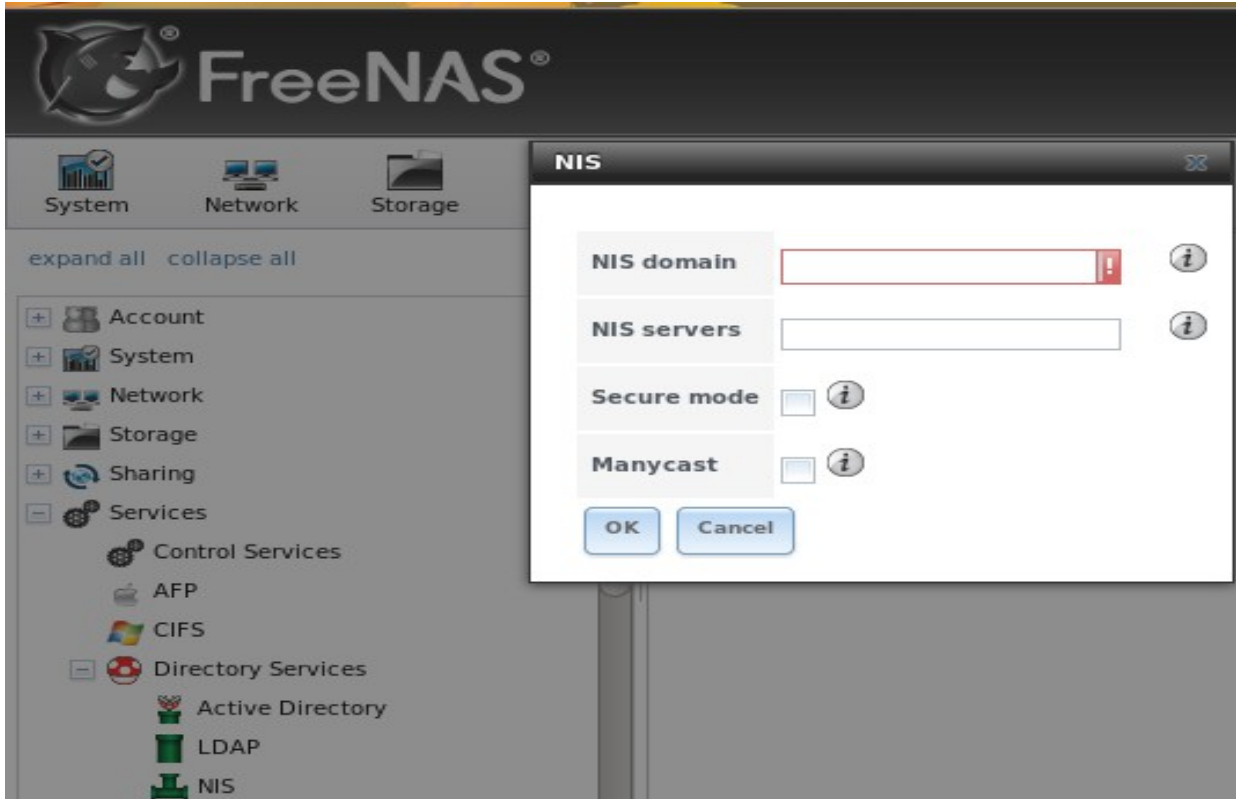 FreeNAS®
System Network Storage
expand all collapse all
Account
System
Network
Storage
Sharing
Services
Control Services
AFP
CIFS
Directory Services
Active Directory
LDAP
NIS
NIS
NIS domain
!
NIS servers
Secure mode
Manycast
OK Cancel